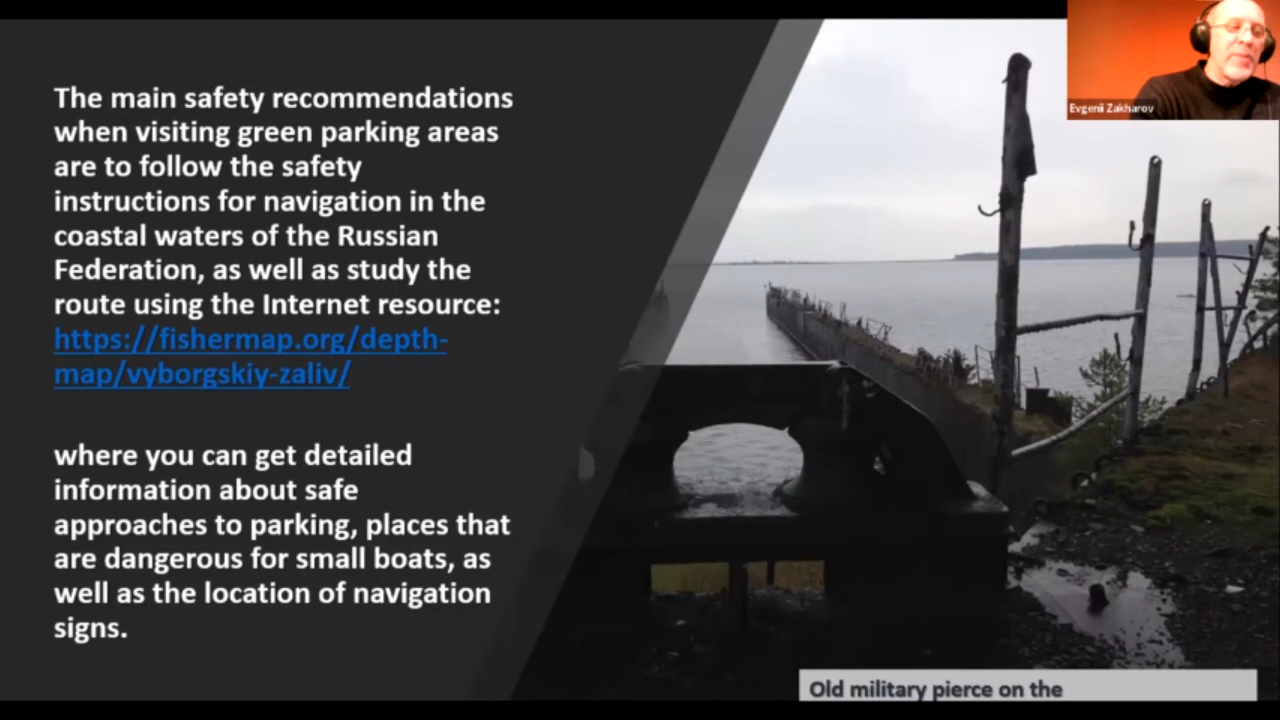 The main safety recommendations
when visiting green parking areas
are to follow the safety
instructions for navigation in the
coastal waters of the Russian
Federation, as well as study the
route using the Internet resource:
https://fishermap.org/depth-
map/vyborgskiy-zaliv/
where you can get detailed
information about safe
approaches to parking, places that
are dangerous for small boats, as
well as the location of navigation
signs.
Evgenii Zakharov
Old military pierce on the